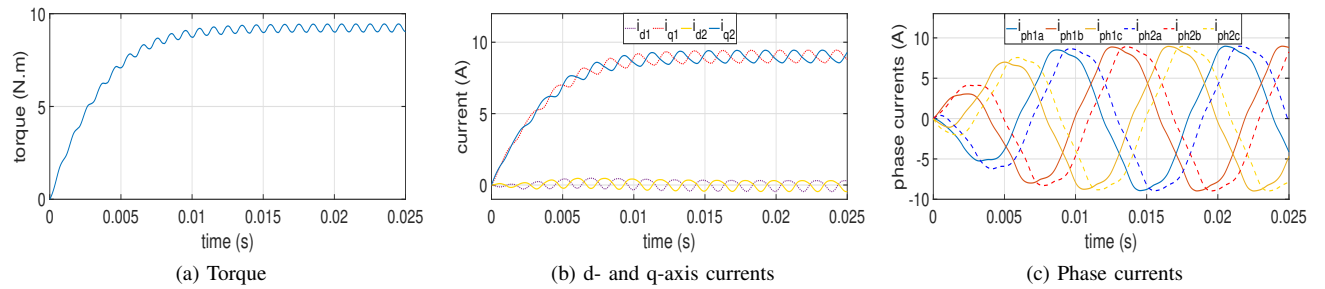 10
5
0
torque (N.m)
0 0.005 0.01 0.015 0.02 0.025
time (s)
(a) Torque
i_d1 i_q1 i_d2 i_q2
10
5
0
current (A)
0 0.005 0.01 0.015 0.02 0.025
time (s)
(b) d- and q-axis currents
i_ph1a i_ph1b i_ph1c i_ph2a i_ph2b i_ph2c
10
5
0
-5
-10
phase currents (A)
0 0.005 0.01 0.015 0.02 0.025
time (s)
(c) Phase currents